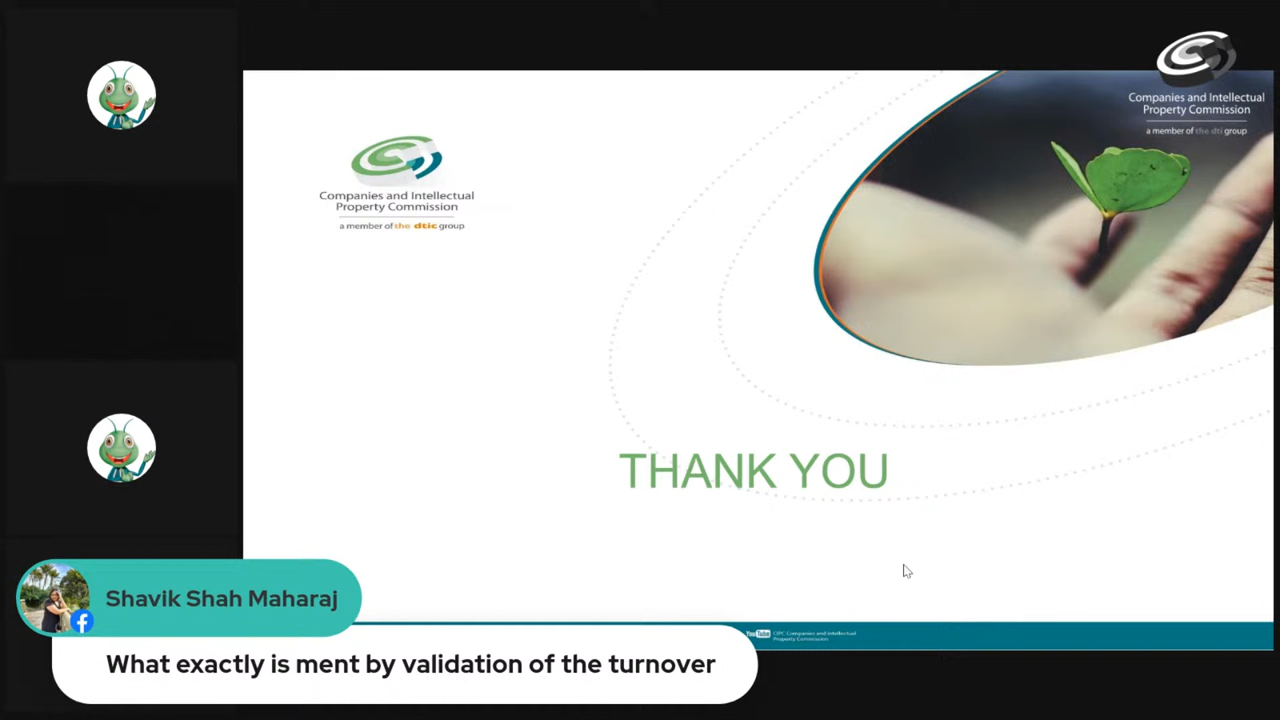 Companies and Intellectual
Property Commission
a member of the dti group
Companies and Intellectual
Property Commission
a member of the dtic group
THANK YOU
YouTube CIPC Companies and Intellectual
Property Commission
Shavik Shah Maharaj
What exactly is ment by validation of the turnover